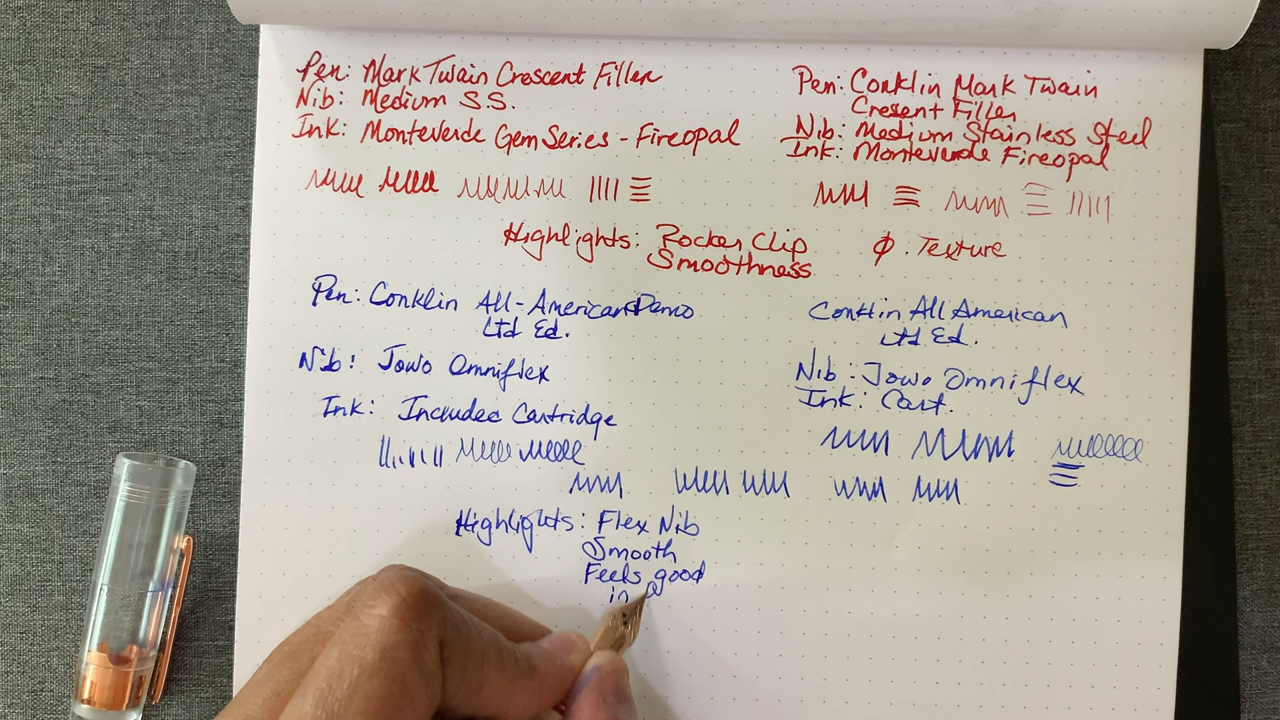 Pen: Mark Twain Crescent Filler
Nib: Medium S.S.
Ink: Monteverde Gem Series - Fireopal
Pen: Conklin Mark Twain
Cresent Filler
Nib: Medium Stainless Steel
Ink: Monteverde Fireopal
Highlights: Rocker Clip
Smoothness
φ. Texture
Pen: Conklin All-American Demo
Ltd Ed.
Nib: Jowo Omniflex
Ink: Includec Cartridge
Conklin All American
Ltd Ed.
Nib: Jowo Omniflex
Ink: Cart.
Highlights: Flex Nib
Smooth
Feels good
in